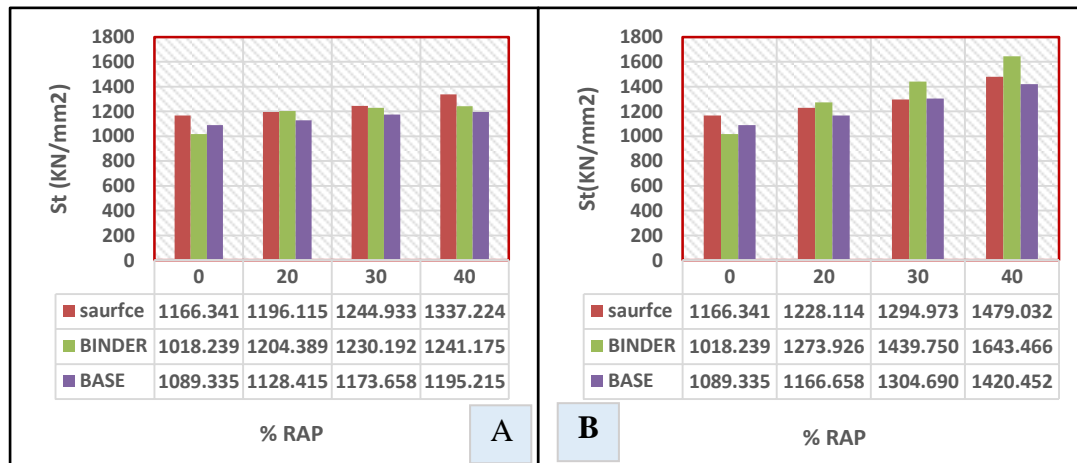 St (KN/mm2)
1800
1600
1400
1200
1000
800
600
400
200
0
0 20 30 40
saurfce 1166.341 1196.115 1244.933 1337.224
BINDER 1018.239 1204.389 1230.192 1241.175
BASE 1089.335 1128.415 1173.658 1195.215
% RAP
A
St(KN/mm2)
1800
1600
1400
1200
1000
800
600
400
200
0
0 20 30 40
saurfce 1166.341 1228.114 1294.973 1479.032
BINDER 1018.239 1273.926 1439.750 1643.466
BASE 1089.335 1166.658 1304.690 1420.452
B
% RAP